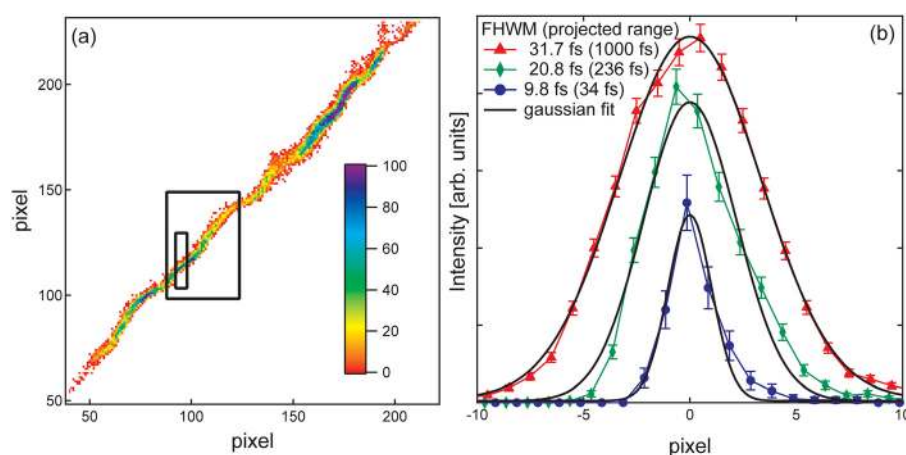 (a)
200
150
100
50
pixel
100
80
60
40
20
0
50
100
150
200
pixel
(b)
FHWM (projected range)
31.7 fs (1000 fs)
20.8 fs (236 fs)
9.8 fs (34 fs)
gaussian fit
Intensity [arb. units]
-10
-5
0
5
10
pixel